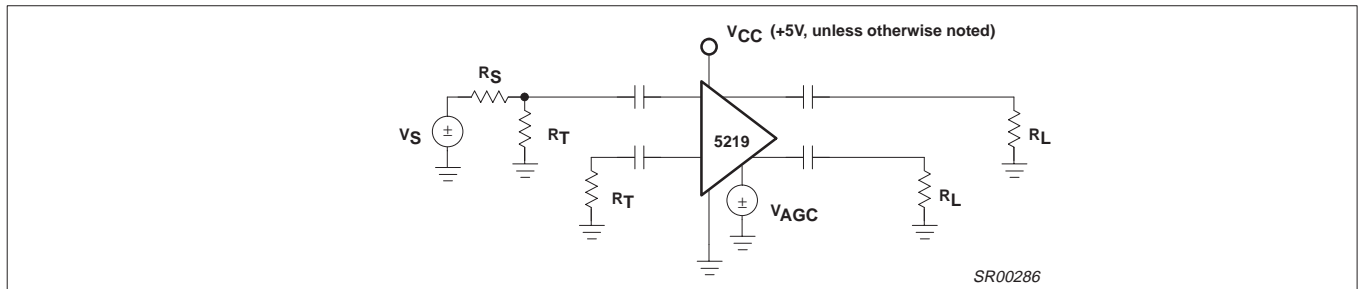 VCC (+5V, unless otherwise noted)
RS
VS
±
RT
5219
RL
RT
±
VAGC
RL
SR00286